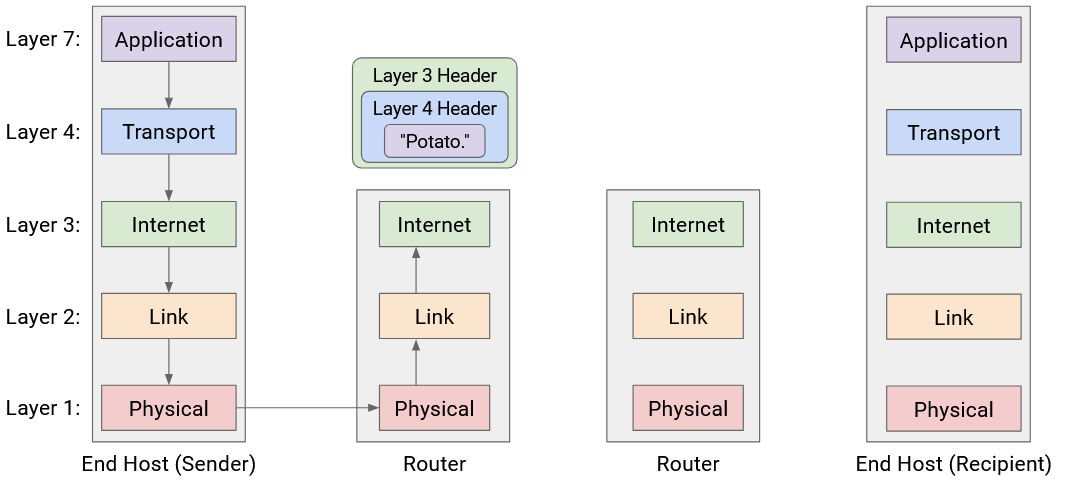 Layer 7:
Application
Application
Layer 3 Header
Layer 4 Header
"Potato."
Layer 4:
Transport
Transport
Layer 3:
Internet
Internet
Internet
Internet
Layer 2:
Link
Link
Link
Link
Layer 1:
Physical
Physical
Physical
Physical
End Host (Sender)
Router
Router
End Host (Recipient)